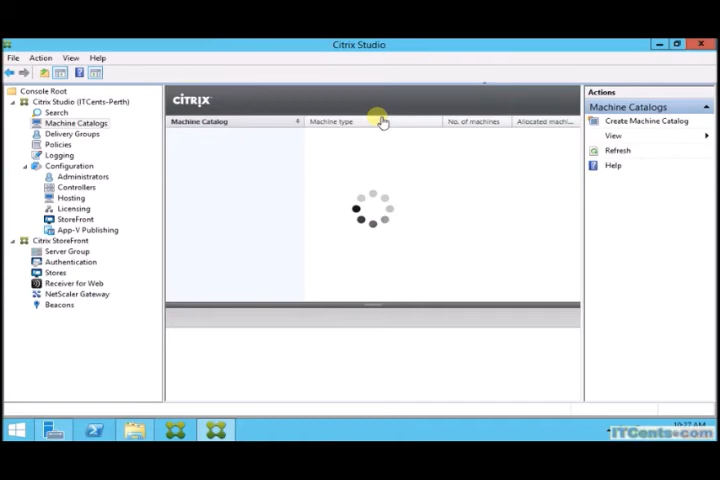 Citrix Studio
File Action View Help
Console Root
Citrix Studio (ITCents-Perth)
Search
Machine Catalogs
Delivery Groups
Policies
Logging
Configuration
Administrators
Controllers
Hosting
Licensing
StoreFront
App-V Publishing
Citrix StoreFront
Server Group
Authentication
Stores
Receiver for Web
NetScaler Gateway
Beacons
CITRIX
Machine Catalog Machine type No. of machines Allocated machi...
Actions
Machine Catalogs
Create Machine Catalog
View
Refresh
Help
10:27 AM
ITCents.com